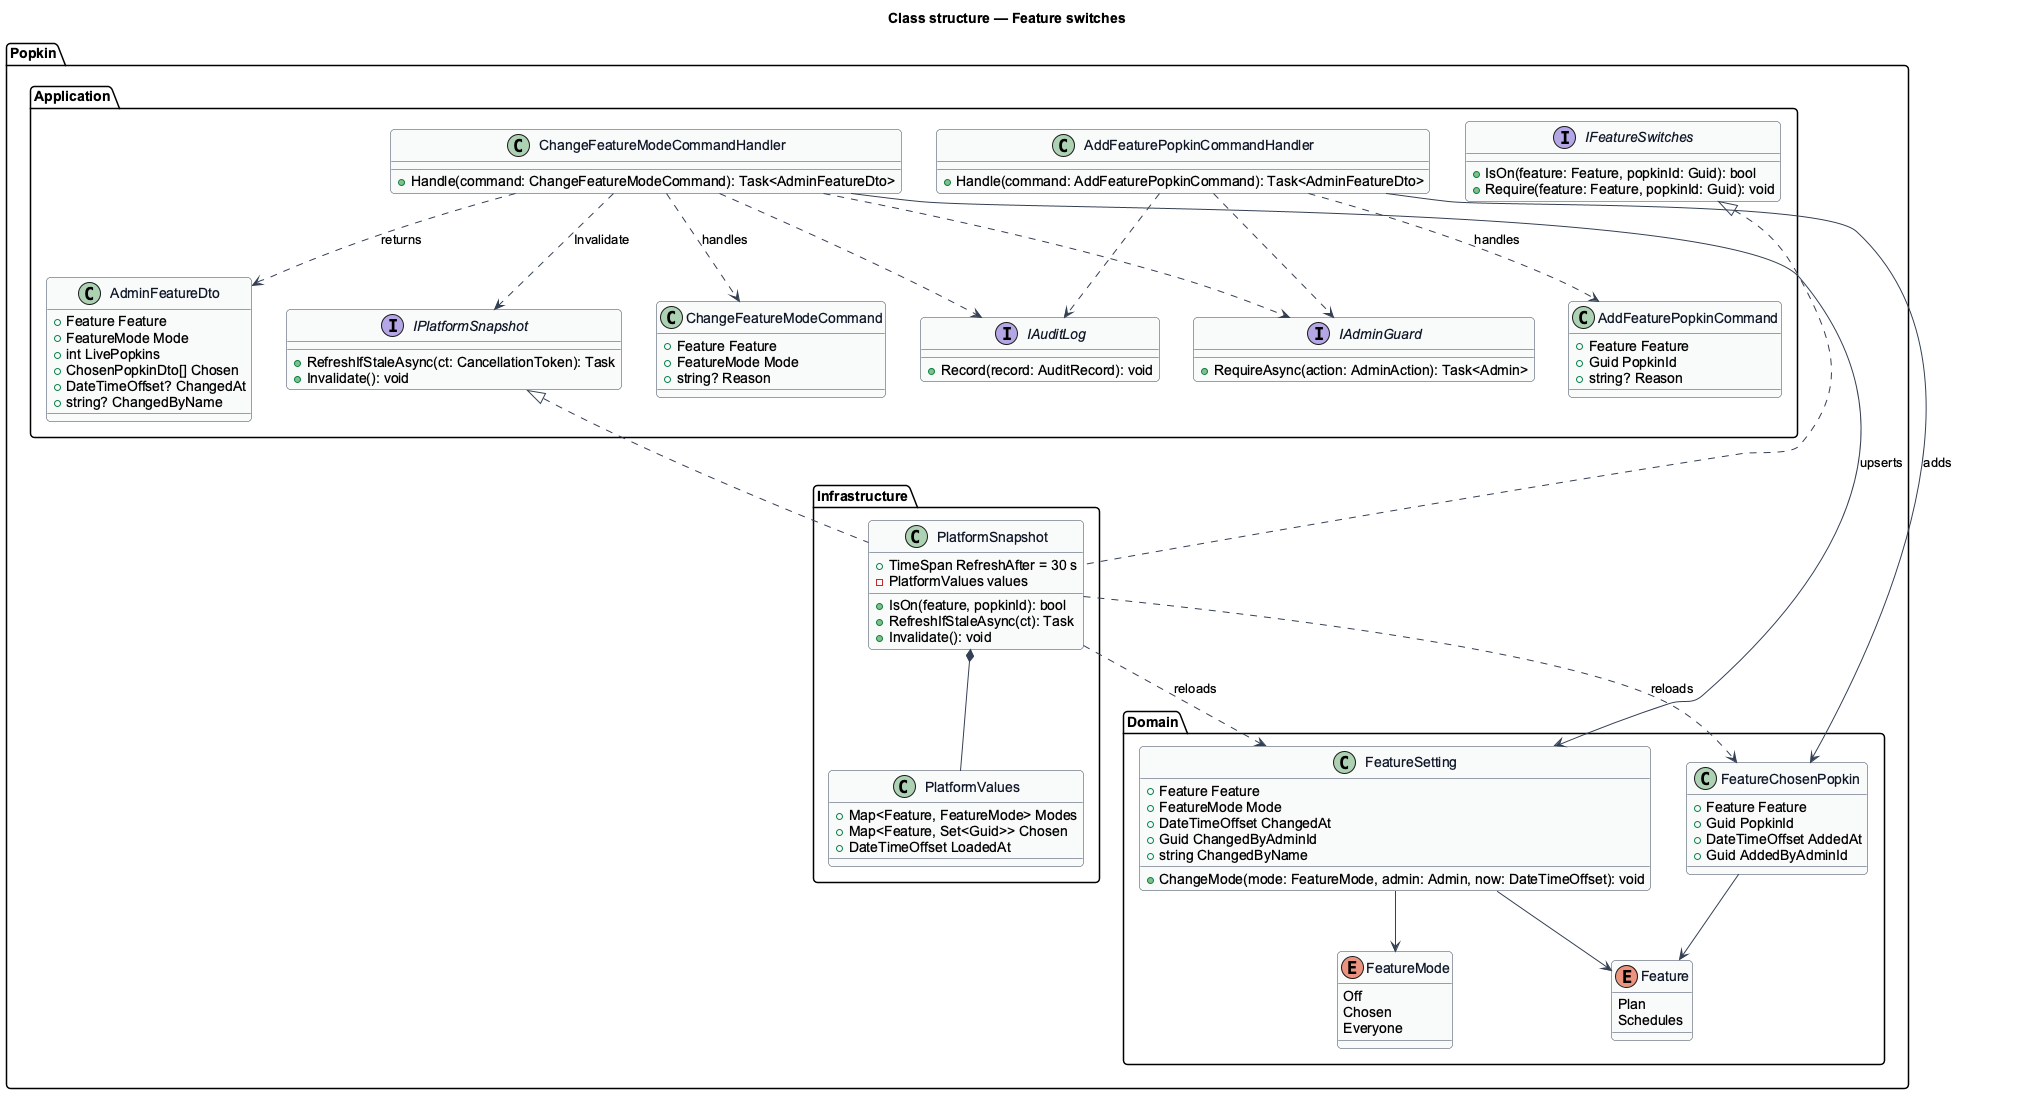 Class structure — Feature switches
Popkin
Application
C ChangeFeatureModeCommandHandler
Handle(command: ChangeFeatureModeCommand): Task<AdminFeatureDto>
C AddFeaturePopkinCommandHandler
Handle(command: AddFeaturePopkinCommand): Task<AdminFeatureDto>
I IFeatureSwitches
IsOn(feature: Feature, popkinId: Guid): bool
Require(feature: Feature, popkinId: Guid): void
returns
Invalidate
handles
handles
C AdminFeatureDto
Feature Feature
FeatureMode Mode
int LivePopkins
ChosenPopkinDto[] Chosen
DateTimeOffset? ChangedAt
string? ChangedByName
I IPlatformSnapshot
RefreshIfStaleAsync(ct: CancellationToken): Task
Invalidate(): void
C ChangeFeatureModeCommand
Feature Feature
FeatureMode Mode
string? Reason
I IAuditLog
Record(record: AuditRecord): void
I IAdminGuard
RequireAsync(action: AdminAction): Task<Admin>
C AddFeaturePopkinCommand
Feature Feature
Guid PopkinId
string? Reason
upserts
adds
Infrastructure
C PlatformSnapshot
TimeSpan RefreshAfter = 30 s
PlatformValues values
IsOn(feature, popkinId): bool
RefreshIfStaleAsync(ct): Task
Invalidate(): void
reloads
reloads
C PlatformValues
Map<Feature, FeatureMode> Modes
Map<Feature, Set<Guid>> Chosen
DateTimeOffset LoadedAt
Domain
C FeatureSetting
Feature Feature
FeatureMode Mode
DateTimeOffset ChangedAt
Guid ChangedByAdminId
string ChangedByName
ChangeMode(mode: FeatureMode, admin: Admin, now: DateTimeOffset): void
C FeatureChosenPopkin
Feature Feature
Guid PopkinId
DateTimeOffset AddedAt
Guid AddedByAdminId
E FeatureMode
Off
Chosen
Everyone
E Feature
Plan
Schedules